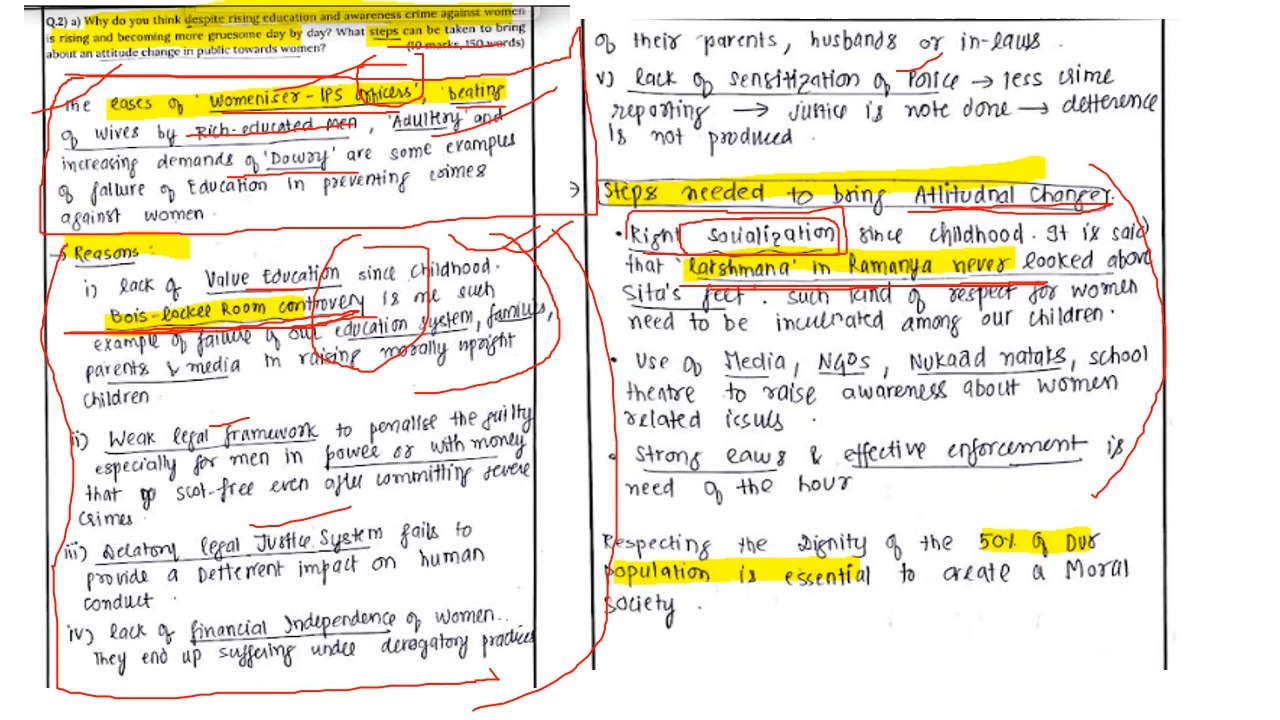 Q.2) a) Why do you think despite rising education and awareness crime against women
is rising and becoming more gruesome day by day? What steps can be taken to bring
about an attitude change in public towards women? (10 marks, 150 words)
The cases of 'Womeniser - IPS officers', 'beating
of wives by Rich-educated men, 'Adultry' and
increasing demands of 'Dowry' are some examples
of failure of Education in preventing crimes
against women.
→ Reasons :
i) lack of Value Education since childhood.
Bois-locker Room controvery is one such
example of failure of our education system, families,
parents & media in raising morally upright
children
ii) Weak legal framework to penalise the guilty
especially for men in power or with money
that go scot-free even after committing severe
crimes.
iii) Delatory legal Justice System fails to
provide a Detterrent impact on human
conduct.
iv) lack of financial Independence of women..
They end up suffering under derogatory practices
of their parents, husbands or in-laws.
v) lack of sensitization of Police → less crime
reporting → Justice is note done → detterence
is not produced.
Steps needed to bring Attitudnal Changes.
• Right socialization since childhood. It is said
that 'lakshmana' in Ramanya never looked above
Sita's feet. such kind of respect for women
need to be inculcated among our children.
• Use of Media, NGOs, Nukaad nataks, school
theatre to raise awareness about women
related issues.
• Strong laws & effective enforcement is
need of the hour
Respecting the Dignity of the 50% of our
population is essential to create a Moral
society.